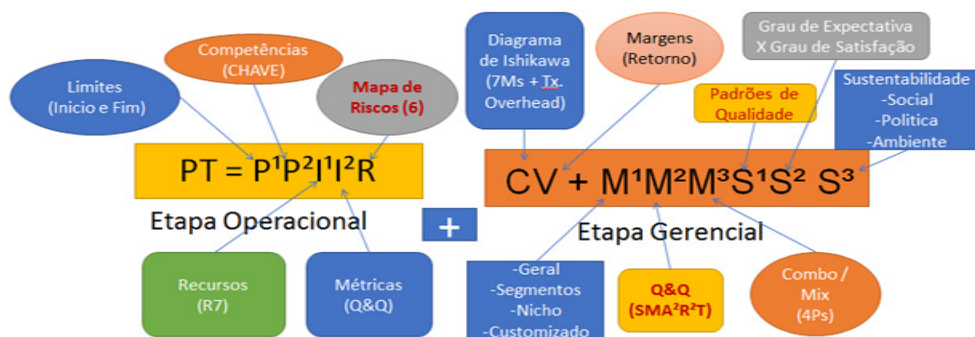 Limites
(Inicio e Fim)
Competências
(CHAVE)
Mapa de
Riscos (6)
Diagrama
de Ishikawa
(7Ms + Tx.
Overhead)
Margens
(Retorno)
Grau de Expectativa
X Grau de Satisfação
Padrões de
Qualidade
Sustentabilidade
-Social
-Politica
-Ambiente
PT = P¹P²I¹I²R
CV + M¹M²M³S¹S² S³
Etapa Operacional
+
Etapa Gerencial
Recursos
(R7)
Métricas
(Q&Q)
-Geral
-Segmentos
-Nicho
-Customizado
Q&Q
(SMA²R²T)
Combo /
Mix
(4Ps)